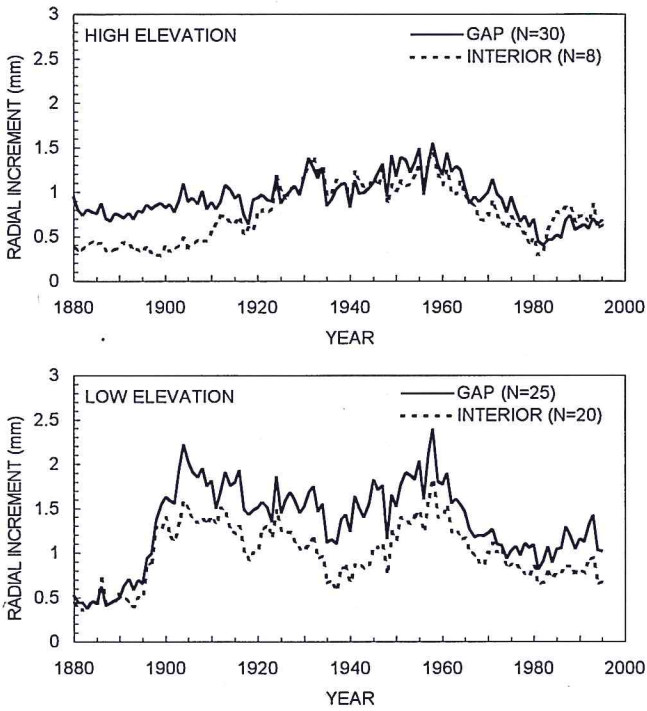 3
HIGH ELEVATION
GAP (N=30)
INTERIOR (N=8)
2.5
2
1.5
1
0.5
0
RADIAL INCREMENT (mm)
1880 1900 1920 1940 1960 1980 2000
YEAR
3
LOW ELEVATION
GAP (N=25)
INTERIOR (N=20)
2.5
2
1.5
1
0.5
0
RADIAL INCREMENT (mm)
1880 1900 1920 1940 1960 1980 2000
YEAR